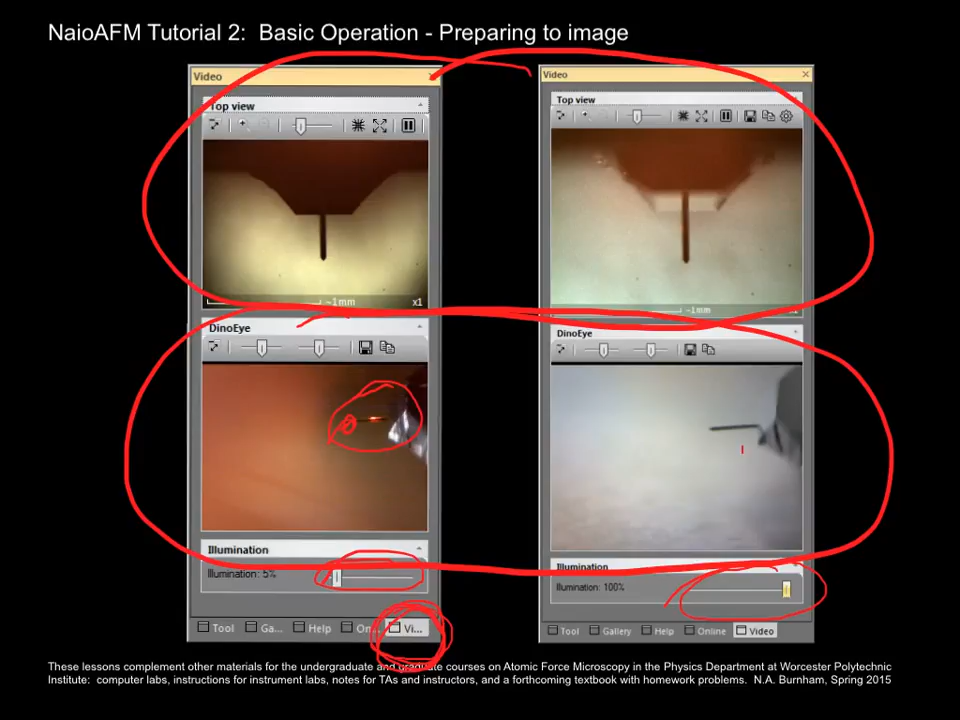 NaioAFM Tutorial 2: Basic Operation - Preparing to image
Video
Top view
~1mm x1
DinoEye
Illumination
Illumination: 5%
Tool Ga... Help On... Vi...
Video
Top view
~1mm
DinoEye
Illumination
Illumination: 100%
Tool Gallery Help Online Video
These lessons complement other materials for the undergraduate and graduate courses on Atomic Force Microscopy in the Physics Department at Worcester Polytechnic
Institute: computer labs, instructions for instrument labs, notes for TAs and instructors, and a forthcoming textbook with homework problems. N.A. Burnham, Spring 2015